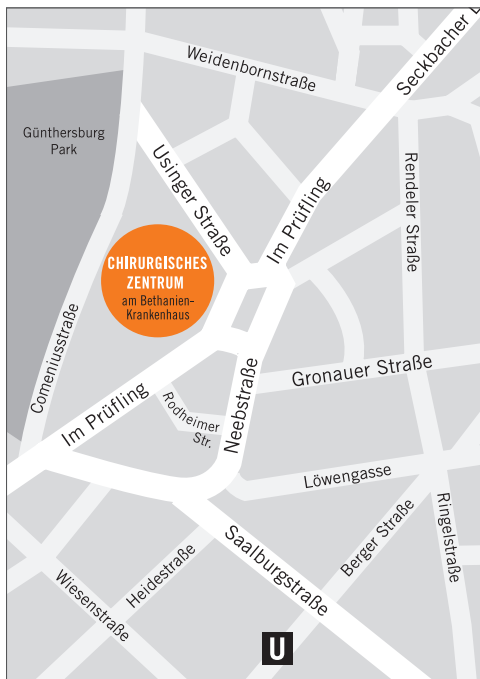 Weidenbornstraße
Seckbacher L
Günthersburg
Park
Usinger Straße
Im Prüfling
Rendeler Straße
CHIRURGISCHES
ZENTRUM
am Bethanien-
Krankenhaus
Comeniusstraße
Gronauer Straße
Im Prüfling
Rodheimer
Str.
Neebstraße
Löwengasse
Saalburgstraße
Berger Straße
Ringelstraße
Heidestraße
Wiesenstraße
U